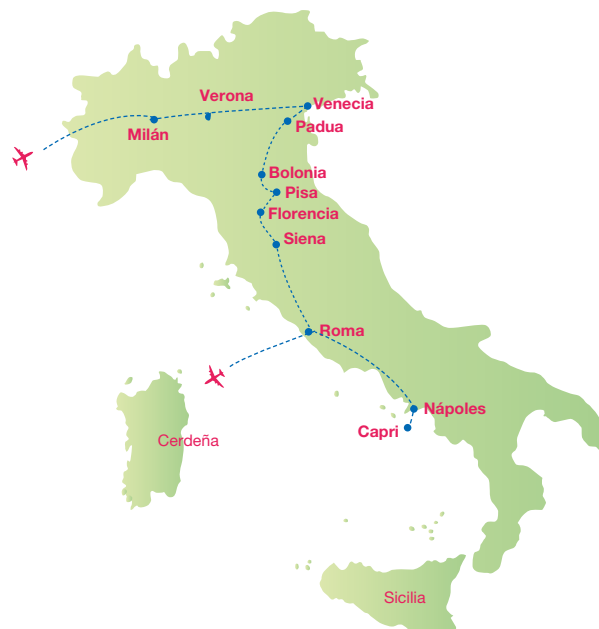 Verona
Venecia
Milán
Padua
Bolonia
Pisa
Florencia
Siena
Roma
Nápoles
Capri
Cerdeña
Sicilia